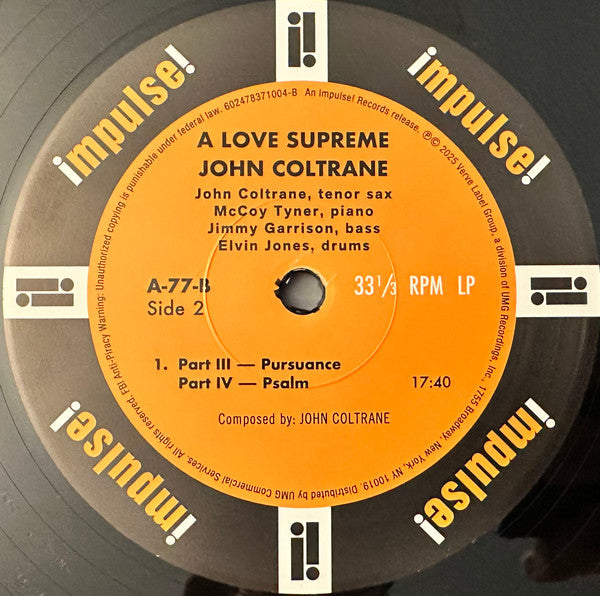 impulse!
impulse!
impulse!
impulse!
A LOVE SUPREME
JOHN COLTRANE
John Coltrane, tenor sax
McCoy Tyner, piano
Jimmy Garrison, bass
Elvin Jones, drums
A-77-B
Side 2
33 1/3 RPM LP
1. Part III — Pursuance
Part IV — Psalm 17:40
Composed by: JOHN COLTRANE
602478371004-B An Impulse! Records release. ℗© 2025 Verve Label Group, a division of UMG Recordings, Inc., 1755 Broadway, New York, NY 10019. Distributed by UMG Commercial Services. All rights reserved. FBI Anti-Piracy Warning: Unauthorized copying is punishable under federal law.